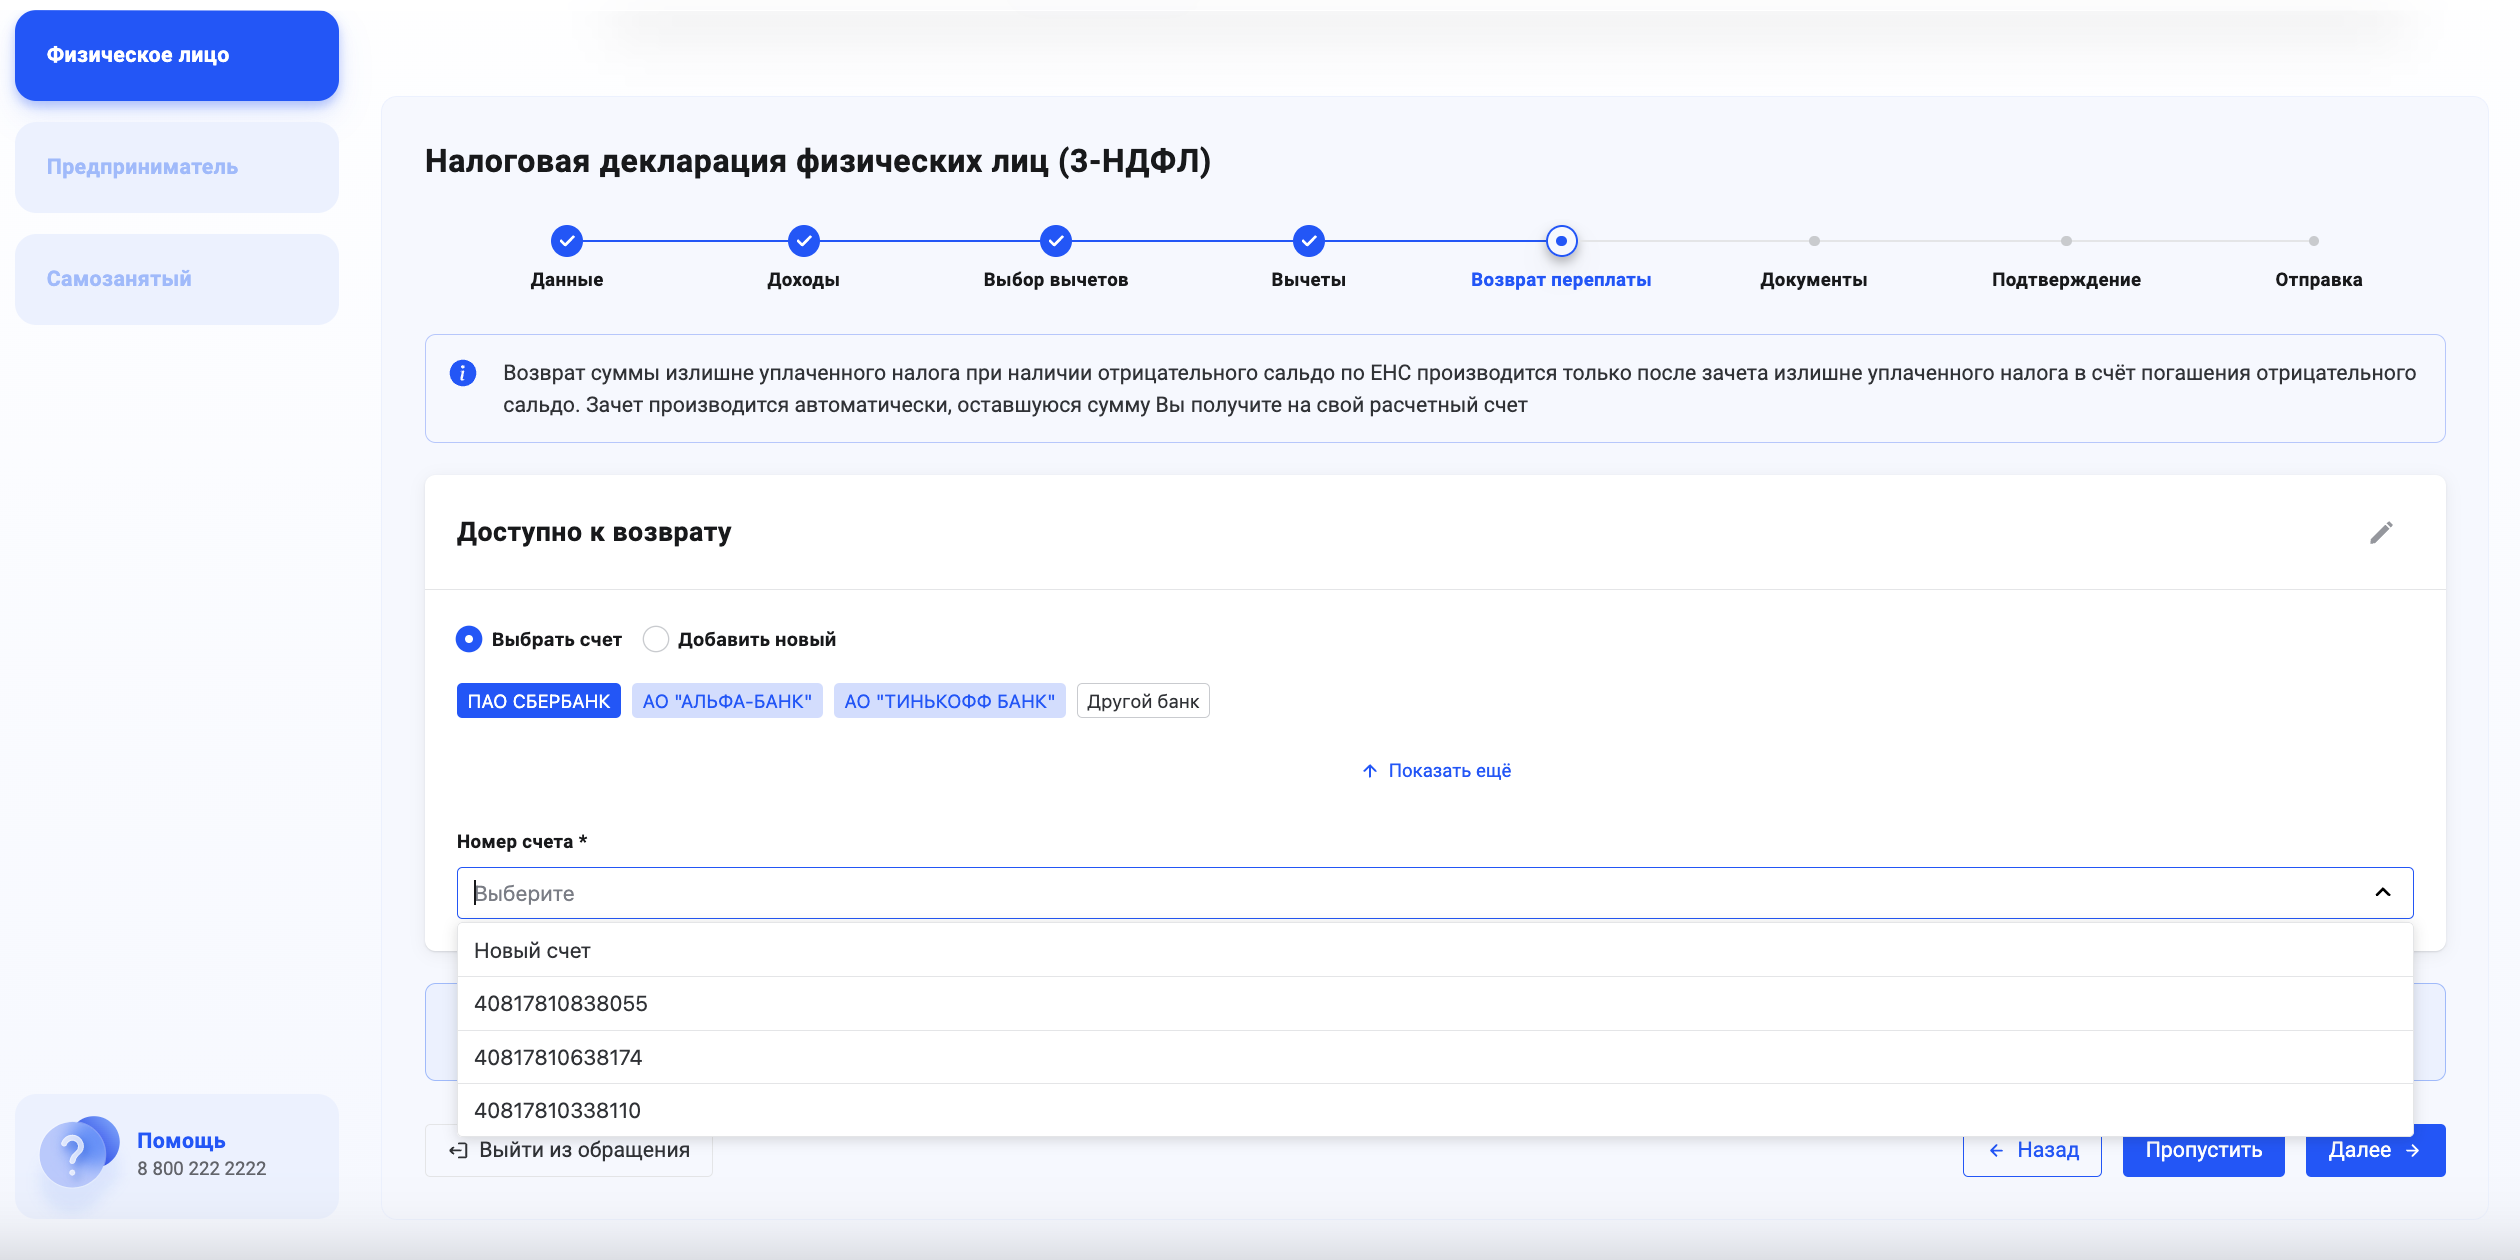 Физическое лицо
Предприниматель
Самозанятый
Налоговая декларация физических лиц (3-НДФЛ)
Данные
Доходы
Выбор вычетов
Вычеты
Возврат переплаты
Документы
Подтверждение
Отправка
Возврат суммы излишне уплаченного налога при наличии отрицательного сальдо по ЕНС производится только после зачета излишне уплаченного налога в счёт погашения отрицательного
сальдо. Зачет производится автоматически, оставшуюся сумму Вы получите на свой расчетный счет
Доступно к возврату
Выбрать счет
Добавить новый
ПАО СБЕРБАНК
АО "АЛЬФА-БАНК"
АО "ТИНЬКОФФ БАНК"
Другой банк
Показать ещё
Номер счета *
Выберите
Новый счет
40817810838055
40817810638174
40817810338110
Выйти из обращения
Назад
Пропустить
Далее
Помощь
8 800 222 2222